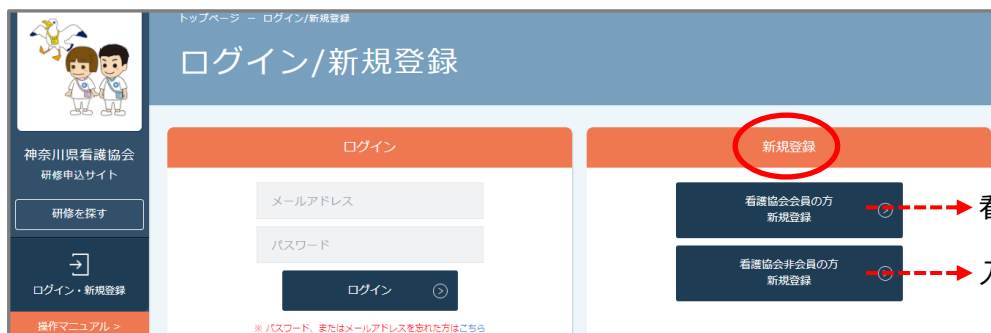 トップページ － ログイン/新規登録
ログイン/新規登録
神奈川県看護協会
研修申込サイト
研修を探す
ログイン・新規登録
操作マニュアル >
ログイン
メールアドレス
パスワード
ログイン
※ パスワード、またはメールアドレスを忘れた方はこちら
新規登録
看護協会会員の方
新規登録
看護協会非会員の方
新規登録